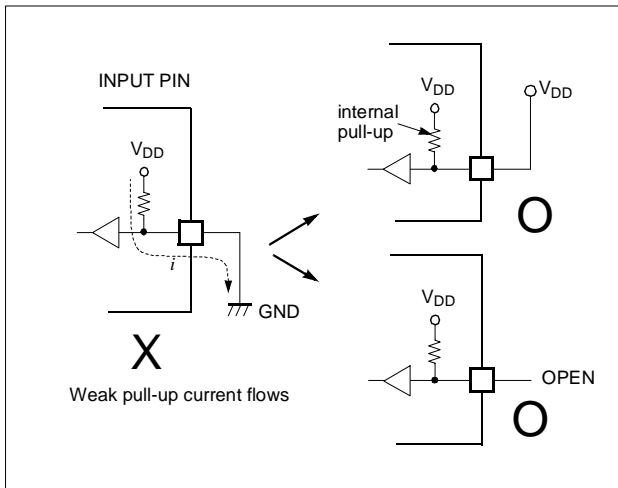 INPUT PIN
VDD
i
GND
X
Weak pull-up current flows
VDD
internal
pull-up
VDD
O
VDD
OPEN
O